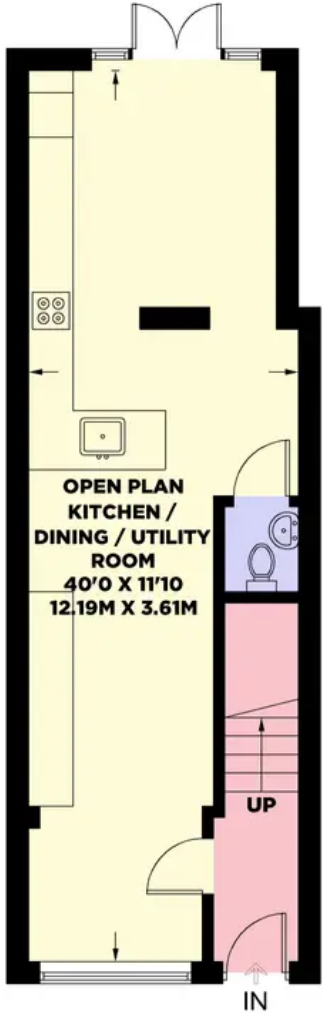 OPEN PLAN
KITCHEN /
DINING / UTILITY
ROOM
40'0 X 11'10
12.19M X 3.61M
UP
IN